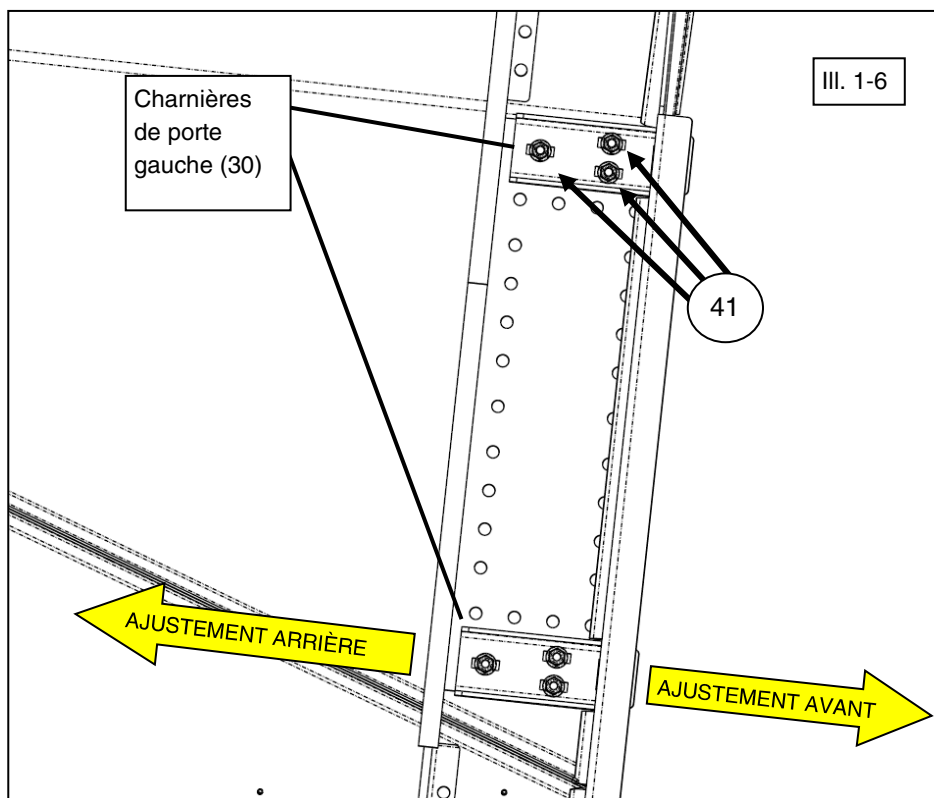 Ill. 1-6
Charnières
de porte
gauche (30)
41
AJUSTEMENT ARRIÈRE
AJUSTEMENT AVANT